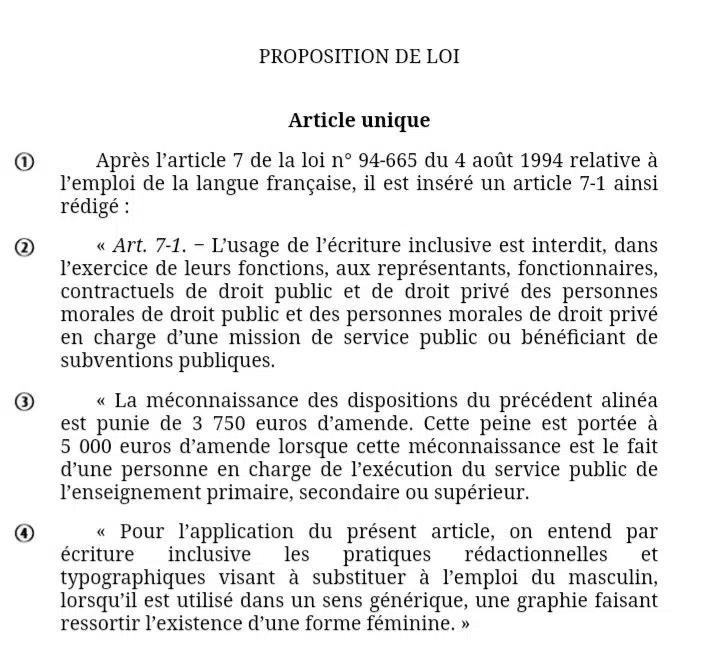 PROPOSITION DE LOI
Article unique
① Après l’article 7 de la loi n° 94-665 du 4 août 1994 relative à
l’emploi de la langue française, il est inséré un article 7-1 ainsi
rédigé :
② « Art. 7-1. – L’usage de l’écriture inclusive est interdit, dans
l’exercice de leurs fonctions, aux représentants, fonctionnaires,
contractuels de droit public et de droit privé des personnes
morales de droit public et des personnes morales de droit privé
en charge d’une mission de service public ou bénéficiant de
subventions publiques.
③ « La méconnaissance des dispositions du précédent alinéa
est punie de 3 750 euros d’amende. Cette peine est portée à
5 000 euros d’amende lorsque cette méconnaissance est le fait
d’une personne en charge de l’exécution du service public de
l’enseignement primaire, secondaire ou supérieur.
④ « Pour l’application du présent article, on entend par
écriture inclusive les pratiques rédactionnelles et
typographiques visant à substituer à l’emploi du masculin,
lorsqu’il est utilisé dans un sens générique, une graphie faisant
ressortir l’existence d’une forme féminine. »